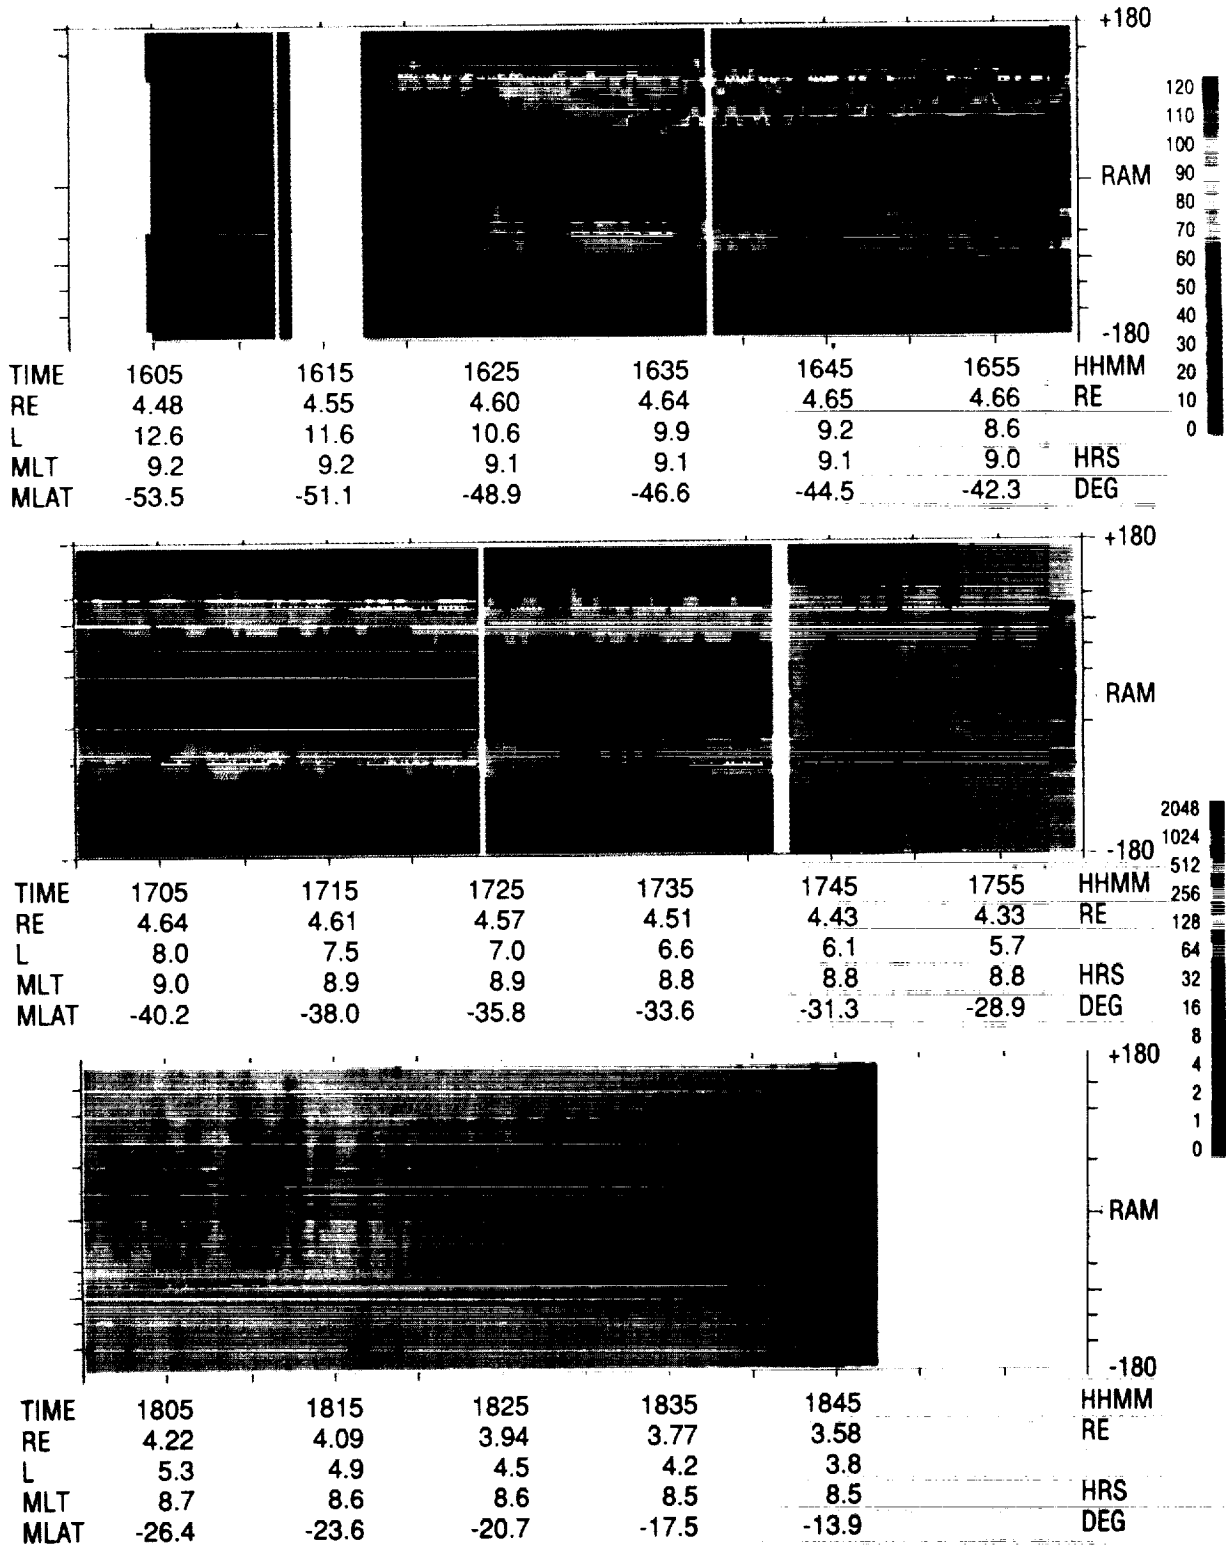 +180
120
110
100
90
80
70
60
50
40
30
20
10
0
RAM
-180
TIME 1605 1615 1625 1635 1645 1655 HHMM
RE 4.48 4.55 4.60 4.64 4.65 4.66 RE
L 12.6 11.6 10.6 9.9 9.2 8.6
MLT 9.2 9.2 9.1 9.1 9.1 9.0 HRS
MLAT -53.5 -51.1 -48.9 -46.6 -44.5 -42.3 DEG
+180
RAM
-180
2048
1024
512
256
128
64
32
16
8
4
2
1
0
TIME 1705 1715 1725 1735 1745 1755 HHMM
RE 4.64 4.61 4.57 4.51 4.43 4.33 RE
L 8.0 7.5 7.0 6.6 6.1 5.7
MLT 9.0 8.9 8.9 8.8 8.8 8.8 HRS
MLAT -40.2 -38.0 -35.8 -33.6 -31.3 -28.9 DEG
+180
RAM
-180
TIME 1805 1815 1825 1835 1845 HHMM
RE 4.22 4.09 3.94 3.77 3.58 RE
L 5.3 4.9 4.5 4.2 3.8
MLT 8.7 8.6 8.6 8.5 8.5 HRS
MLAT -26.4 -23.6 -20.7 -17.5 -13.9 DEG